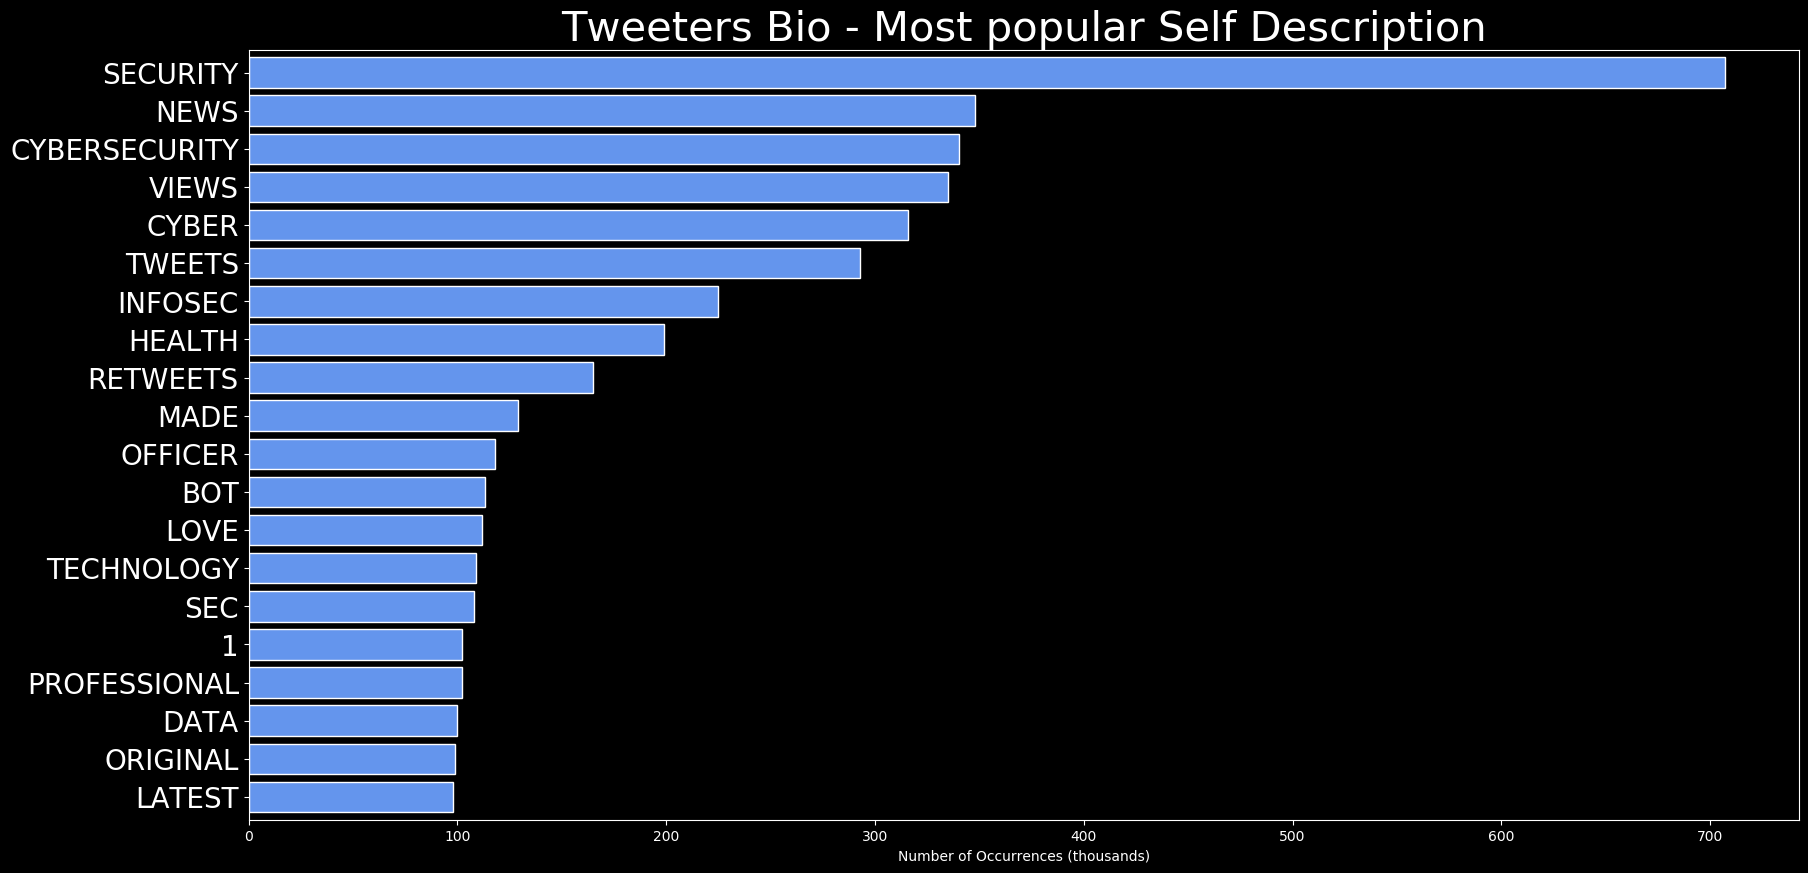 Tweeters Bio - Most popular Self Description
SECURITY
NEWS
CYBERSECURITY
VIEWS
CYBER
TWEETS
INFOSEC
HEALTH
RETWEETS
MADE
OFFICER
BOT
LOVE
TECHNOLOGY
SEC
1
PROFESSIONAL
DATA
ORIGINAL
LATEST
0 100 200 300 400 500 600 700
Number of Occurrences (thousands)